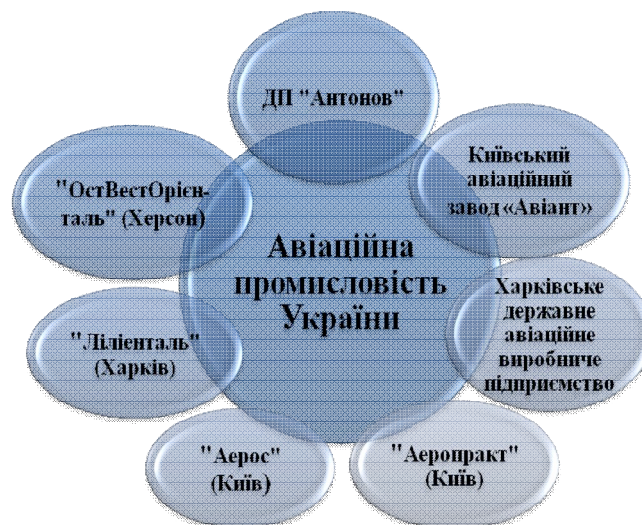 ДП "Антонов"
Київський
авіаційний
завод «Авіант»
Харківське
державне
авіаційне
виробниче
підприємство
"Аеропракт"
(Київ)
"Аерос"
(Київ)
"Лілієнталь"
(Харків)
"ОстВестОрієн-
таль" (Херсон)
Авіаційна
промисловість
України